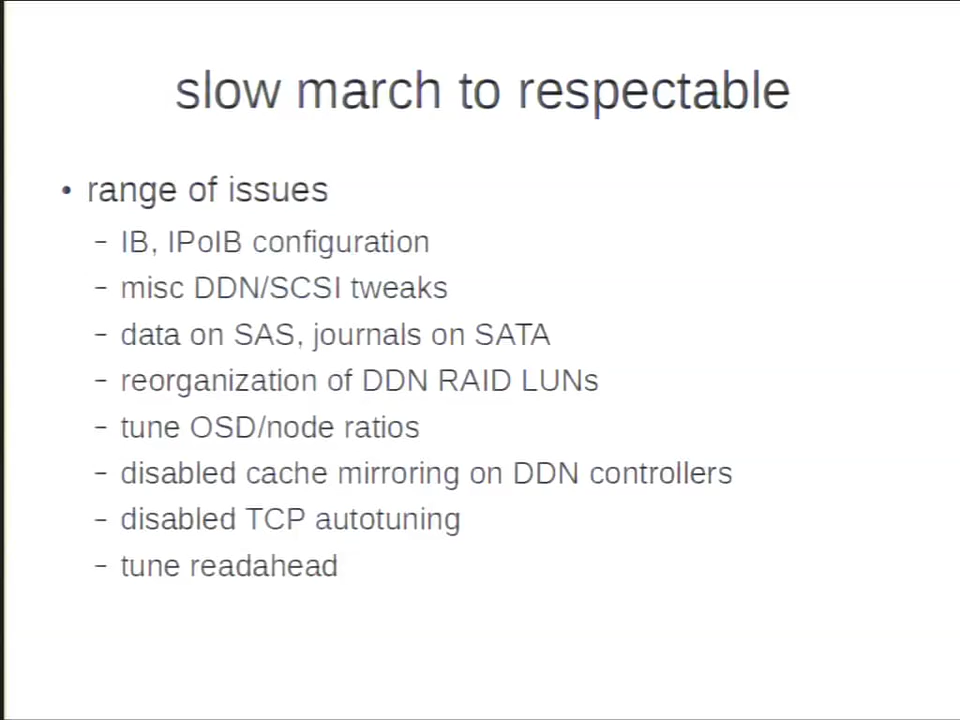 slow march to respectable
• range of issues
– IB, IPoIB configuration
– misc DDN/SCSI tweaks
– data on SAS, journals on SATA
– reorganization of DDN RAID LUNs
– tune OSD/node ratios
– disabled cache mirroring on DDN controllers
– disabled TCP autotuning
– tune readahead